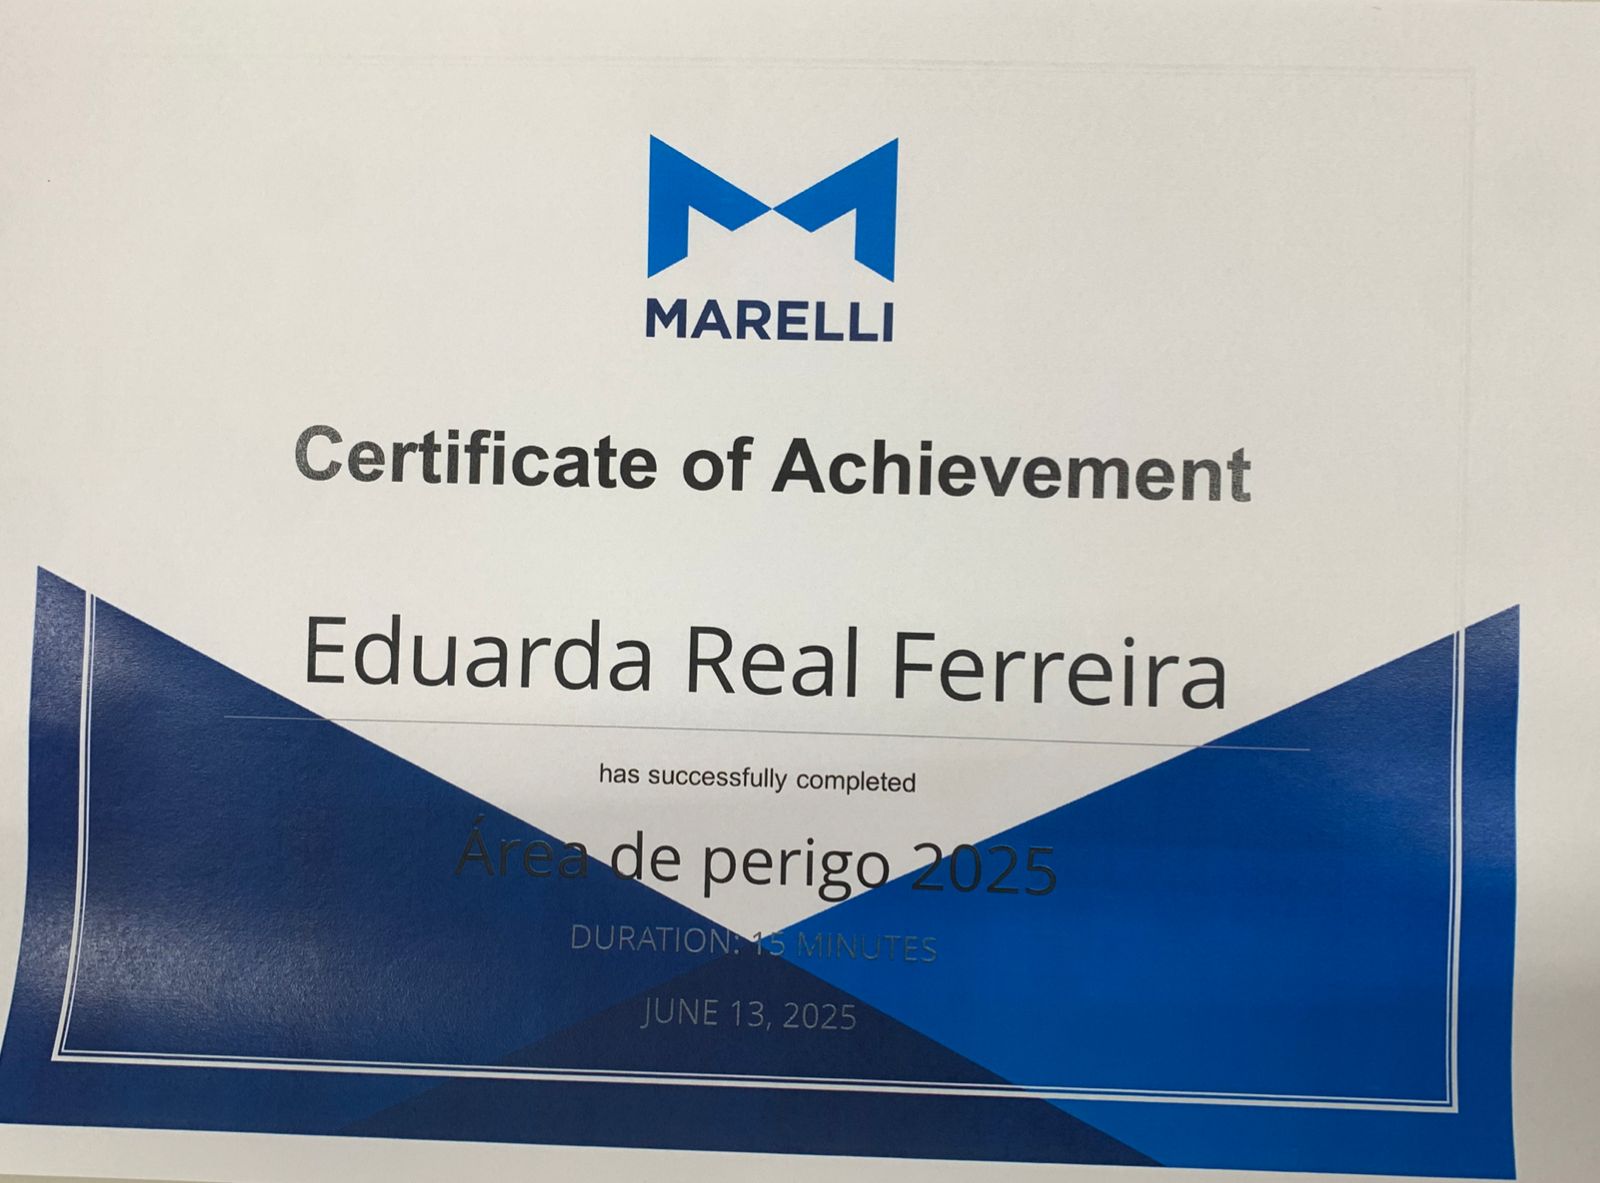 MARELLI
Certificate of Achievement
Eduarda Real Ferreira
has successfully completed
Área de perigo 2025
DURATION: 15 MINUTES
JUNE 13, 2025